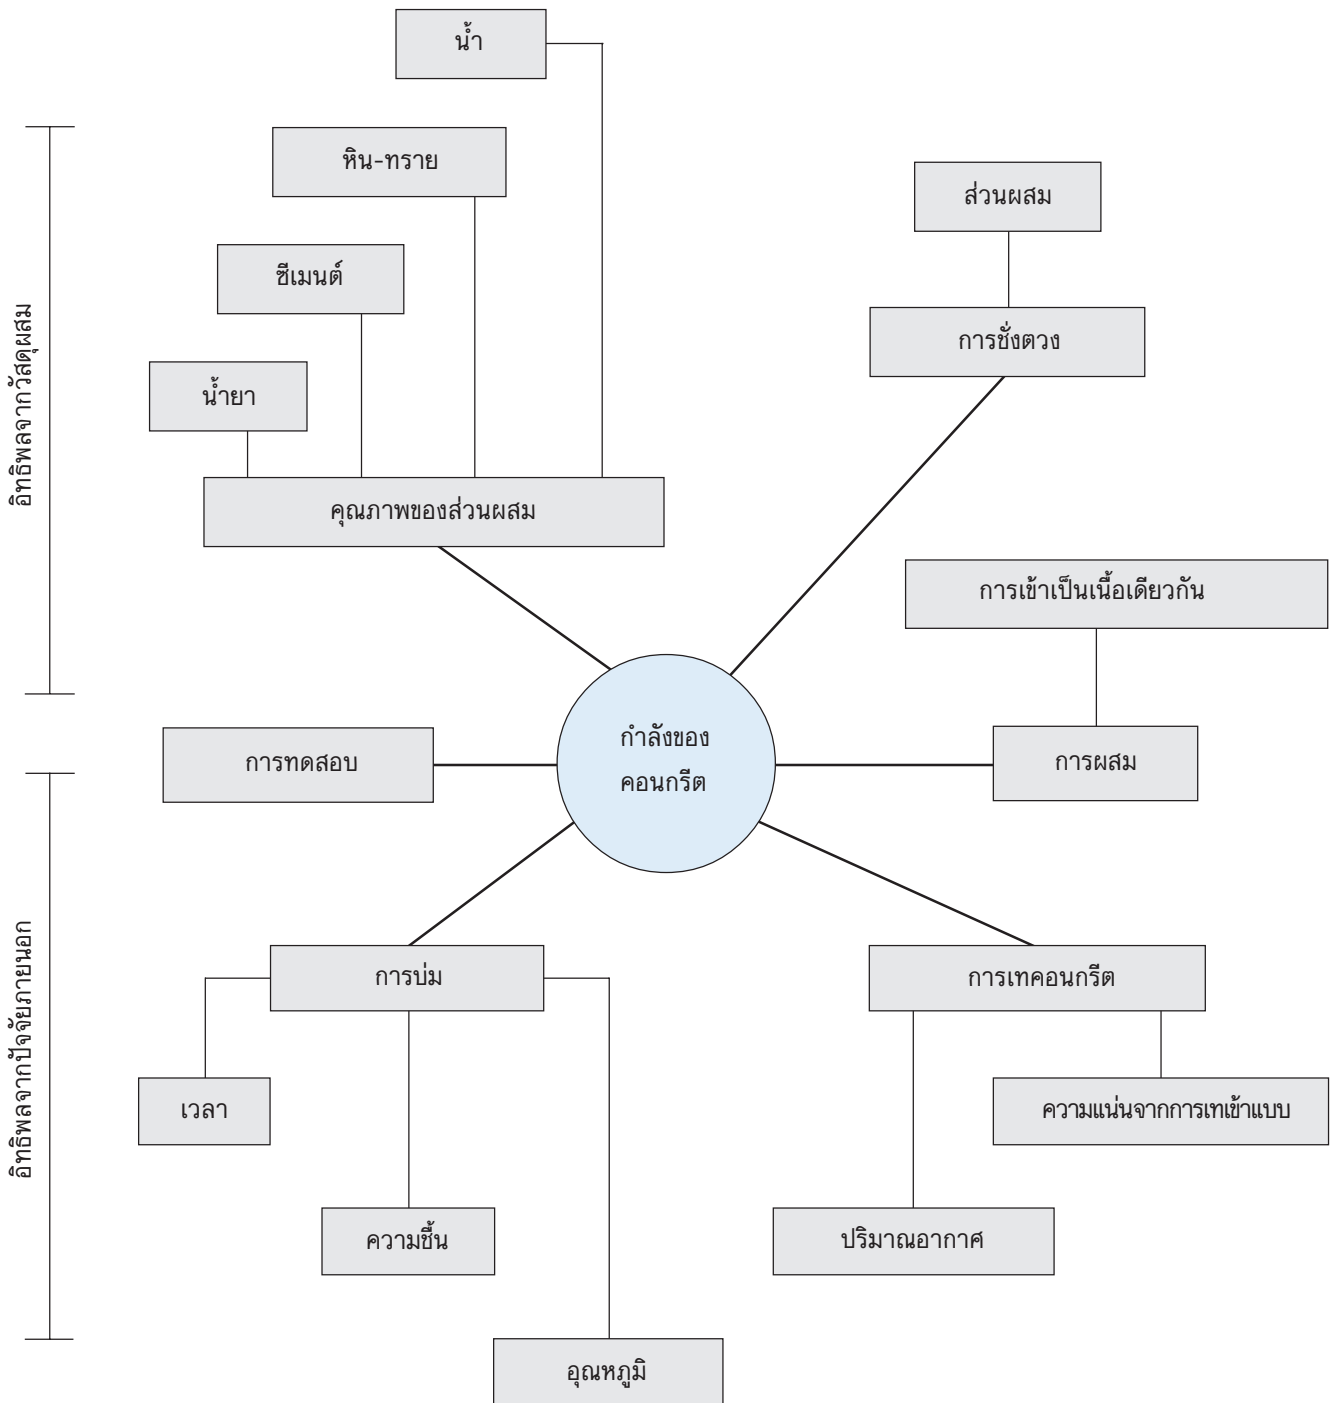 น้ำ
หิน-ทราย
ส่วนผสม
ซีเมนต์
การชั่งตวง
น้ำยา
อิทธิพลจากวัสดุผสม
คุณภาพของส่วนผสม
การเข้าเป็นเนื้อเดียวกัน
กำลังของ
คอนกรีต
การทดสอบ
การผสม
อิทธิพลจากปัจจัยภายนอก
การบ่ม
การเทคอนกรีต
เวลา
ความแน่นจากการเทเข้าแบบ
ความชื้น
ปริมาณอากาศ
อุณหภูมิ